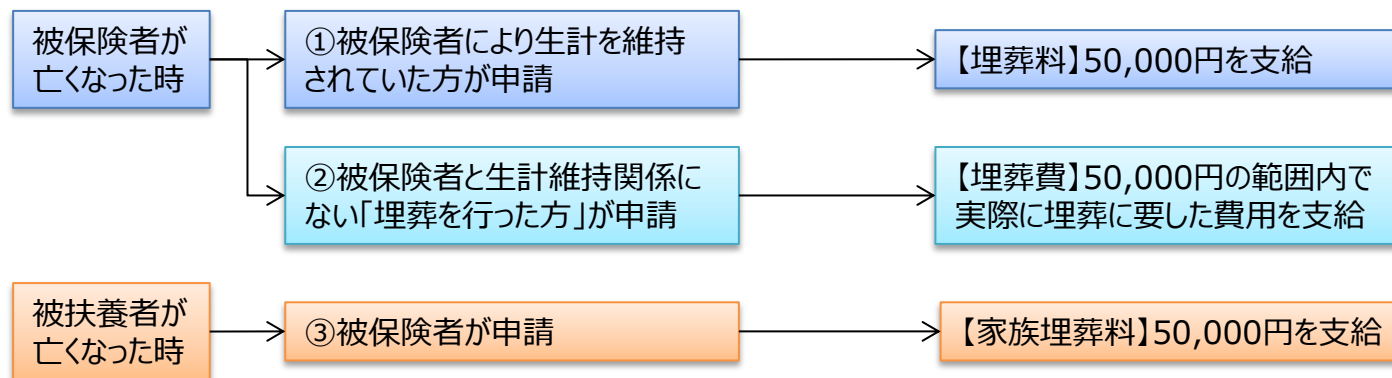 被保険者が
亡くなった時
①被保険者により生計を維持
されていた方が申請
【埋葬料】50,000円を支給
②被保険者と生計維持関係に
ない「埋葬を行った方」が申請
【埋葬費】50,000円の範囲内で
実際に埋葬に要した費用を支給
被扶養者が
亡くなった時
③被保険者が申請
【家族埋葬料】50,000円を支給